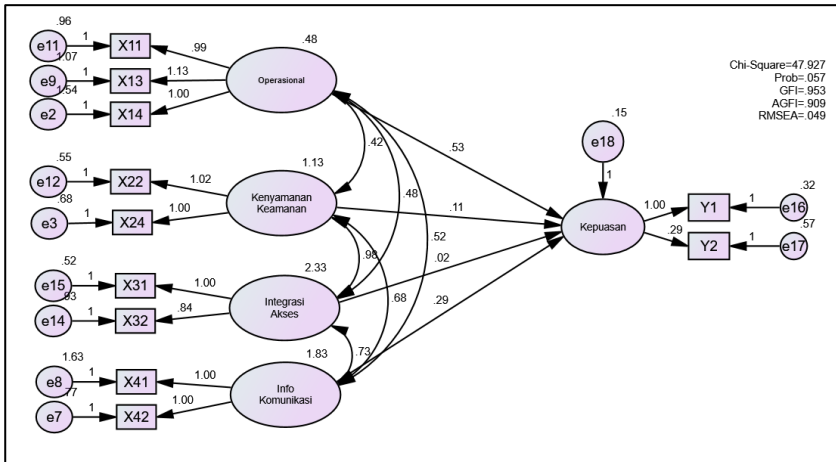 .96
e11
1
X11
.99
1.07
e9
1
X13
1.13
1.54
e2
1
X14
1.00
.48
Operasional
.55
e12
1
X22
1.02
.68
e3
1
X24
1.00
1.13
Kenyamanan
Keamanan
.52
e15
1
X31
1.00
.93
e14
1
X32
.84
2.33
Integrasi
Akses
1.63
e8
1
X41
1.00
.77
e7
1
X42
1.00
1.83
Info
Komunikasi
.42
.48
.52
.98
.68
.73
.53
.11
.02
.29
.15
e18
1
Kepuasan
1.00
Y1
1
.32
e16
.29
Y2
1
.57
e17
Chi-Square=47.927
Prob=.057
GFI=.953
AGFI=.909
RMSEA=.049